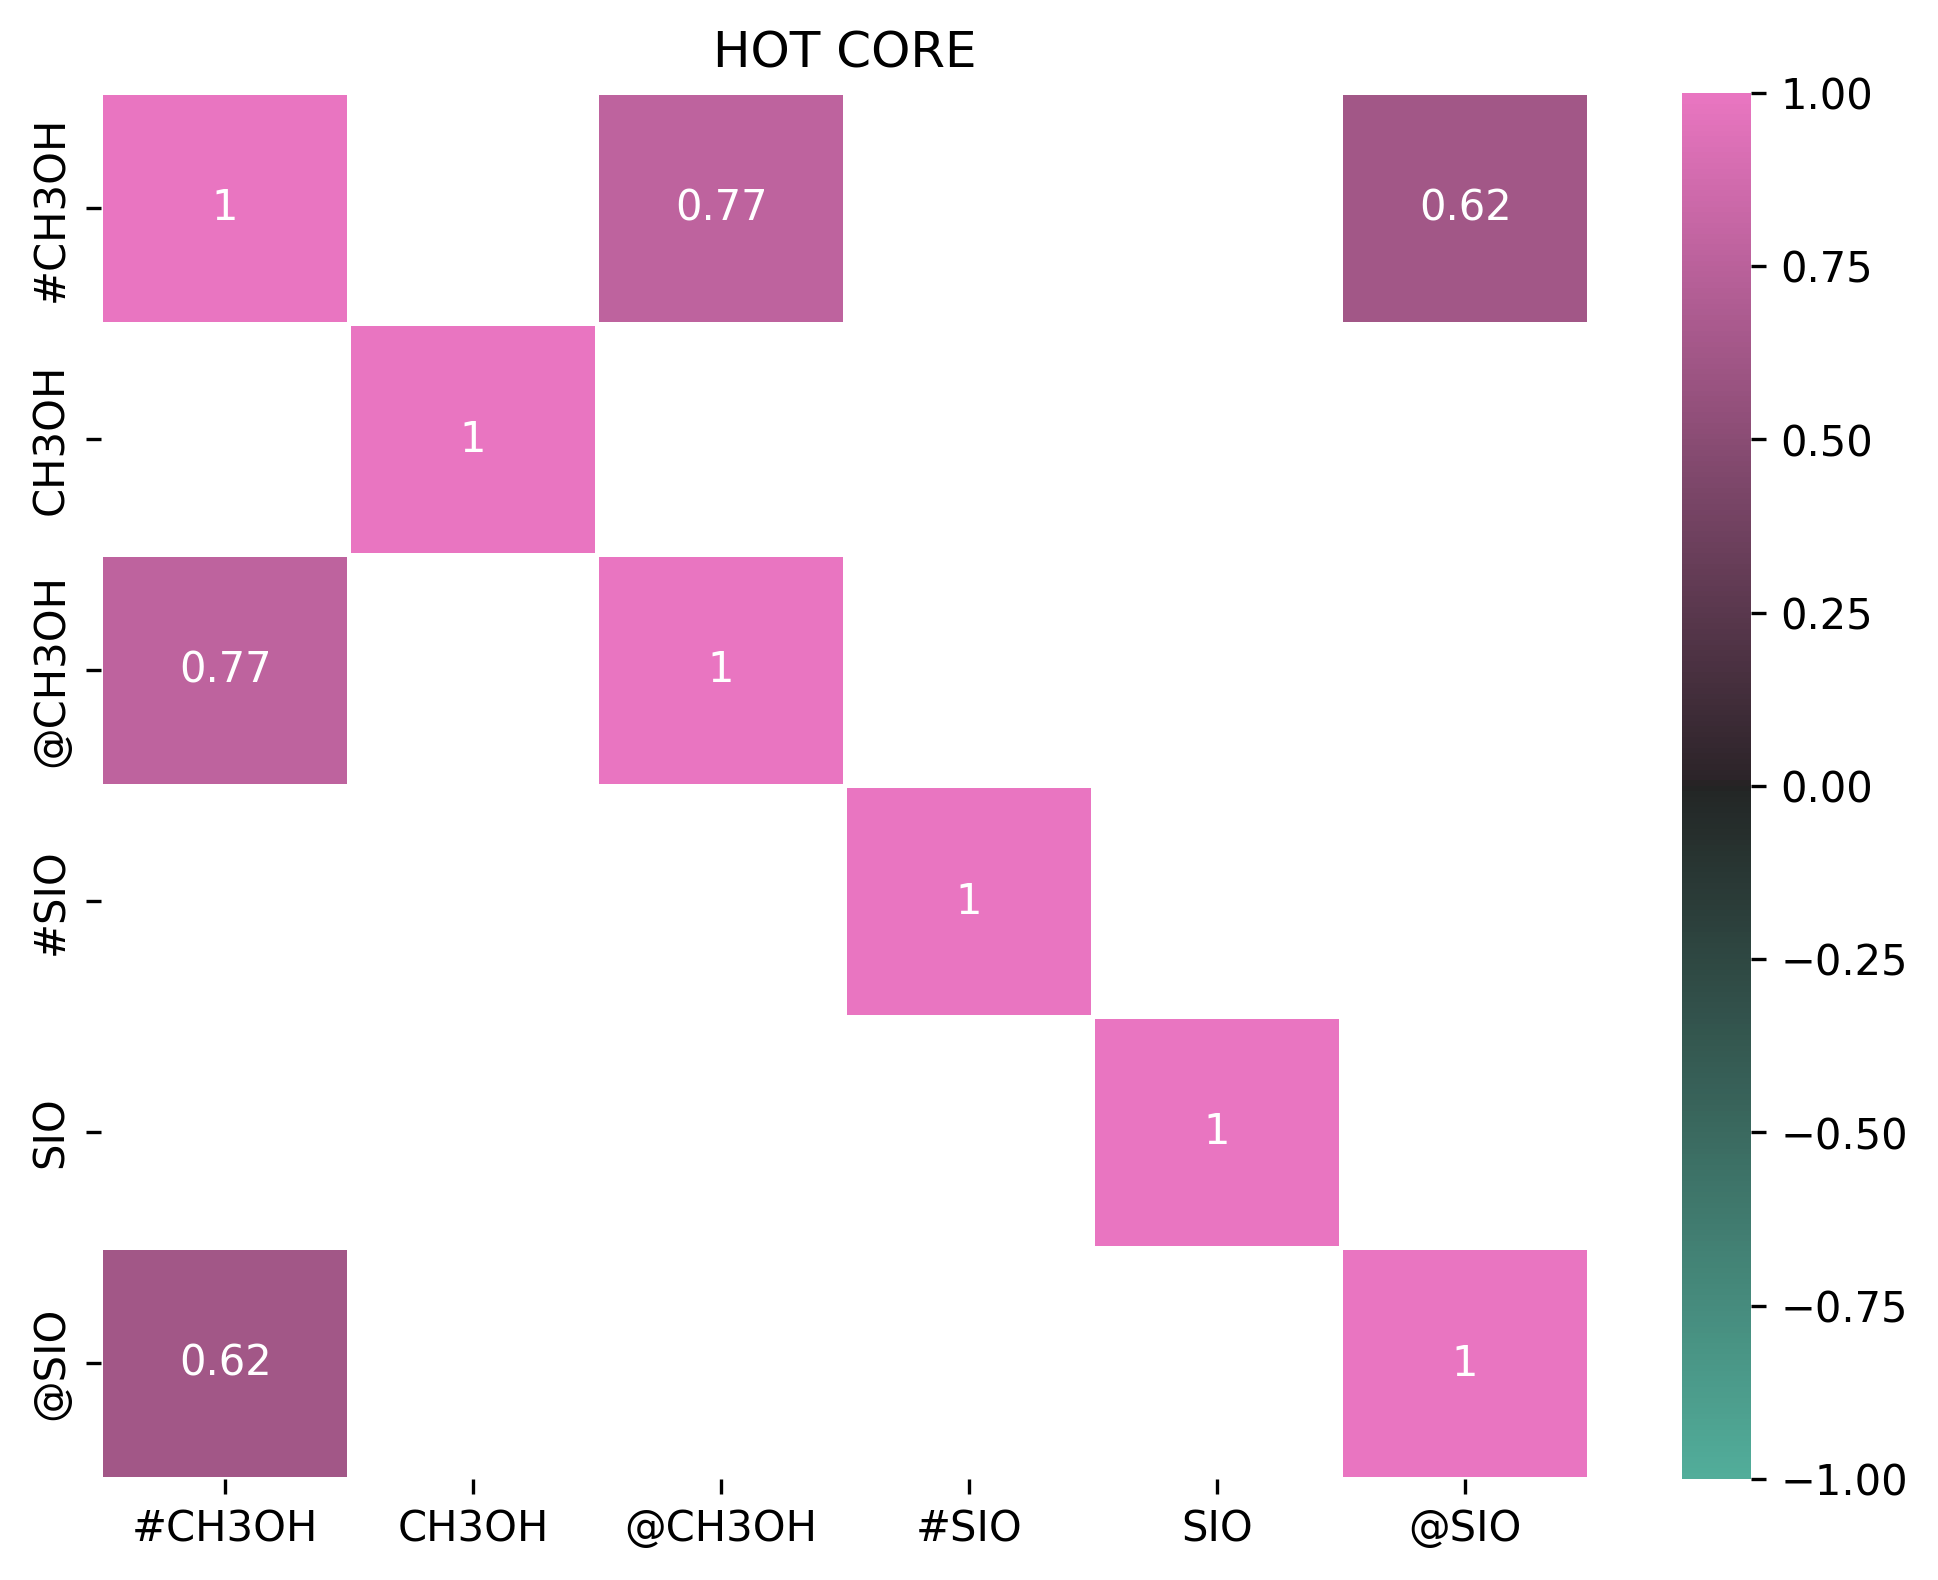 HOT CORE
#CH3OH
1
0.77
0.62
CH3OH
1
@CH3OH
0.77
1
#SIO
1
SIO
1
@SIO
0.62
1
#CH3OH CH3OH @CH3OH #SIO SIO @SIO
1.00
0.75
0.50
0.25
0.00
−0.25
−0.50
−0.75
−1.00